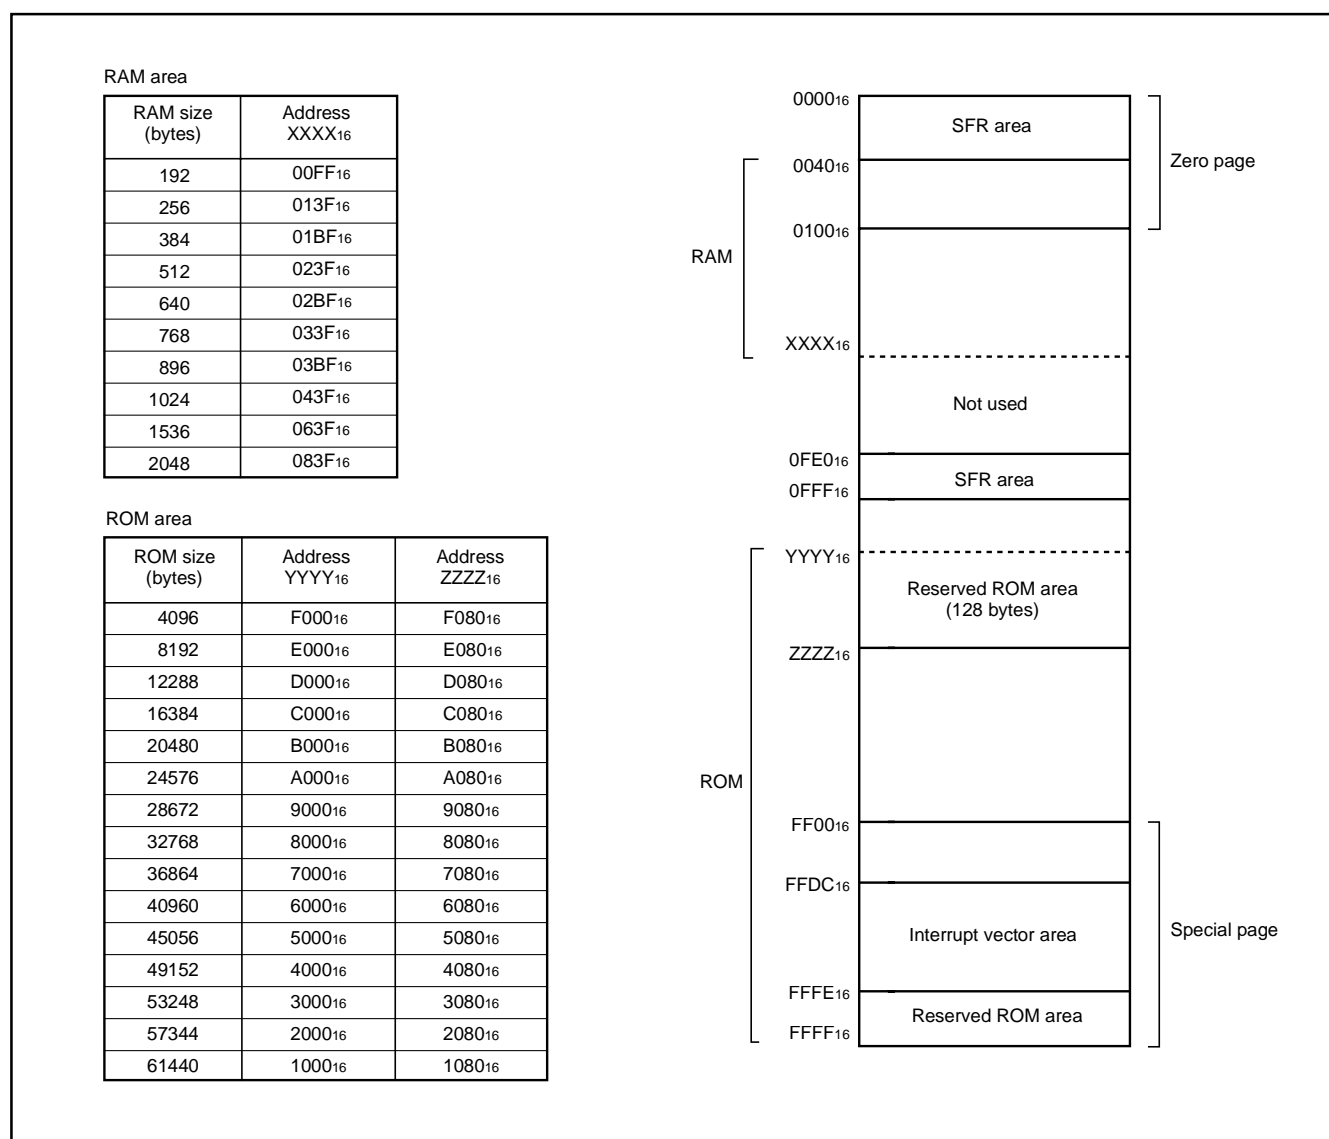 RAM area
RAM size (bytes) Address XXXX16
192 00FF16
256 013F16
384 01BF16
512 023F16
640 02BF16
768 033F16
896 03BF16
1024 043F16
1536 063F16
2048 083F16
ROM area
ROM size (bytes) Address YYYY16 Address ZZZZ16
4096 F00016 F08016
8192 E00016 E08016
12288 D00016 D08016
16384 C00016 C08016
20480 B00016 B08016
24576 A00016 A08016
28672 900016 908016
32768 800016 808016
36864 700016 708016
40960 600016 608016
45056 500016 508016
49152 400016 408016
53248 300016 308016
57344 200016 208016
61440 100016 108016
000016
SFR area
004016
Zero page
010016
RAM
XXXX16
Not used
0FE016
SFR area
0FFF16
YYYY16
Reserved ROM area
(128 bytes)
ZZZZ16
ROM
FF0016
FFDC16
Interrupt vector area
Special page
FFFE16
Reserved ROM area
FFFF16